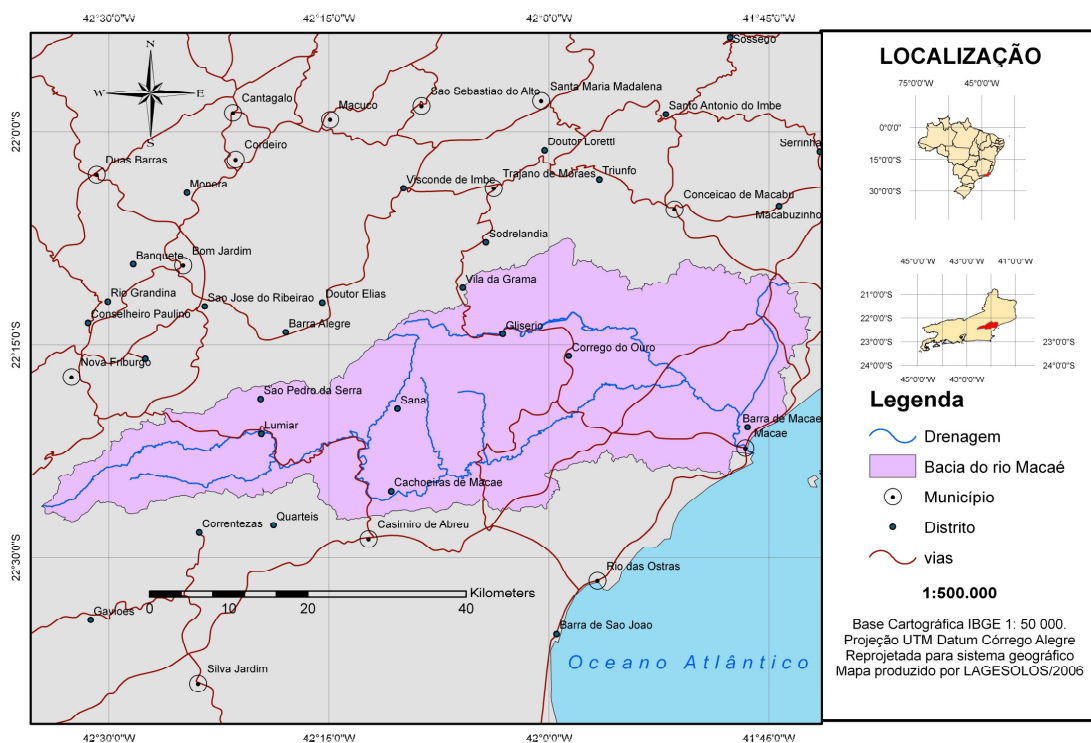 42°30'0"W
42°15'0"W
42°0'0"W
41°45'0"W
22°0'0"S
22°15'0"S
22°30'0"S
N
W
E
S
Sossego
Cantagalo
Macuco
Sao Sebastiao do Alto
Santa Maria Madalena
Santo Antonio do Imbe
Cordeiro
Duas Barras
Doutor Loretti
Serrinha
Monera
Visconde de Imbe
Trajano de Moraes
Triunfo
Conceicao de Macabu
Macabuzinho
Sodrelandia
Banquete
Bom Jardim
Vila da Grama
Rio Grandina
Sao Jose do Ribeirao
Doutor Elias
Conselheiro Paulino
Barra Alegre
Gliserio
Corrego do Ouro
Nova Friburgo
Sao Pedro da Serra
Sana
Lumiar
Barra de Macae
Macae
Cachoeiras de Macae
Correntezas
Quarteis
Casimiro de Abreu
Rio das Ostras
Kilometers
0 10 20 40
Gavioes
Barra de Sao Joao
Oceano Atlântico
Silva Jardim
42°30'0"W
42°15'0"W
42°0'0"W
41°45'0"W
LOCALIZAÇÃO
75°0'0"W 45°0'0"W
0°0'0"
15°0'0"S
30°0'0"S
45°0'0"W 43°0'0"W 41°0'0"W
21°0'0"S
22°0'0"S
23°0'0"S
23°0'0"S
24°0'0"S
24°0'0"S
45°0'0"W 43°0'0"W
Legenda
Drenagem
Bacia do rio Macaé
Município
Distrito
vias
1:500.000
Base Cartográfica IBGE 1: 50 000.
Projeção UTM Datum Córrego Alegre
Reprojetada para sistema geográfico
Mapa produzido por LAGESOLOS/2006